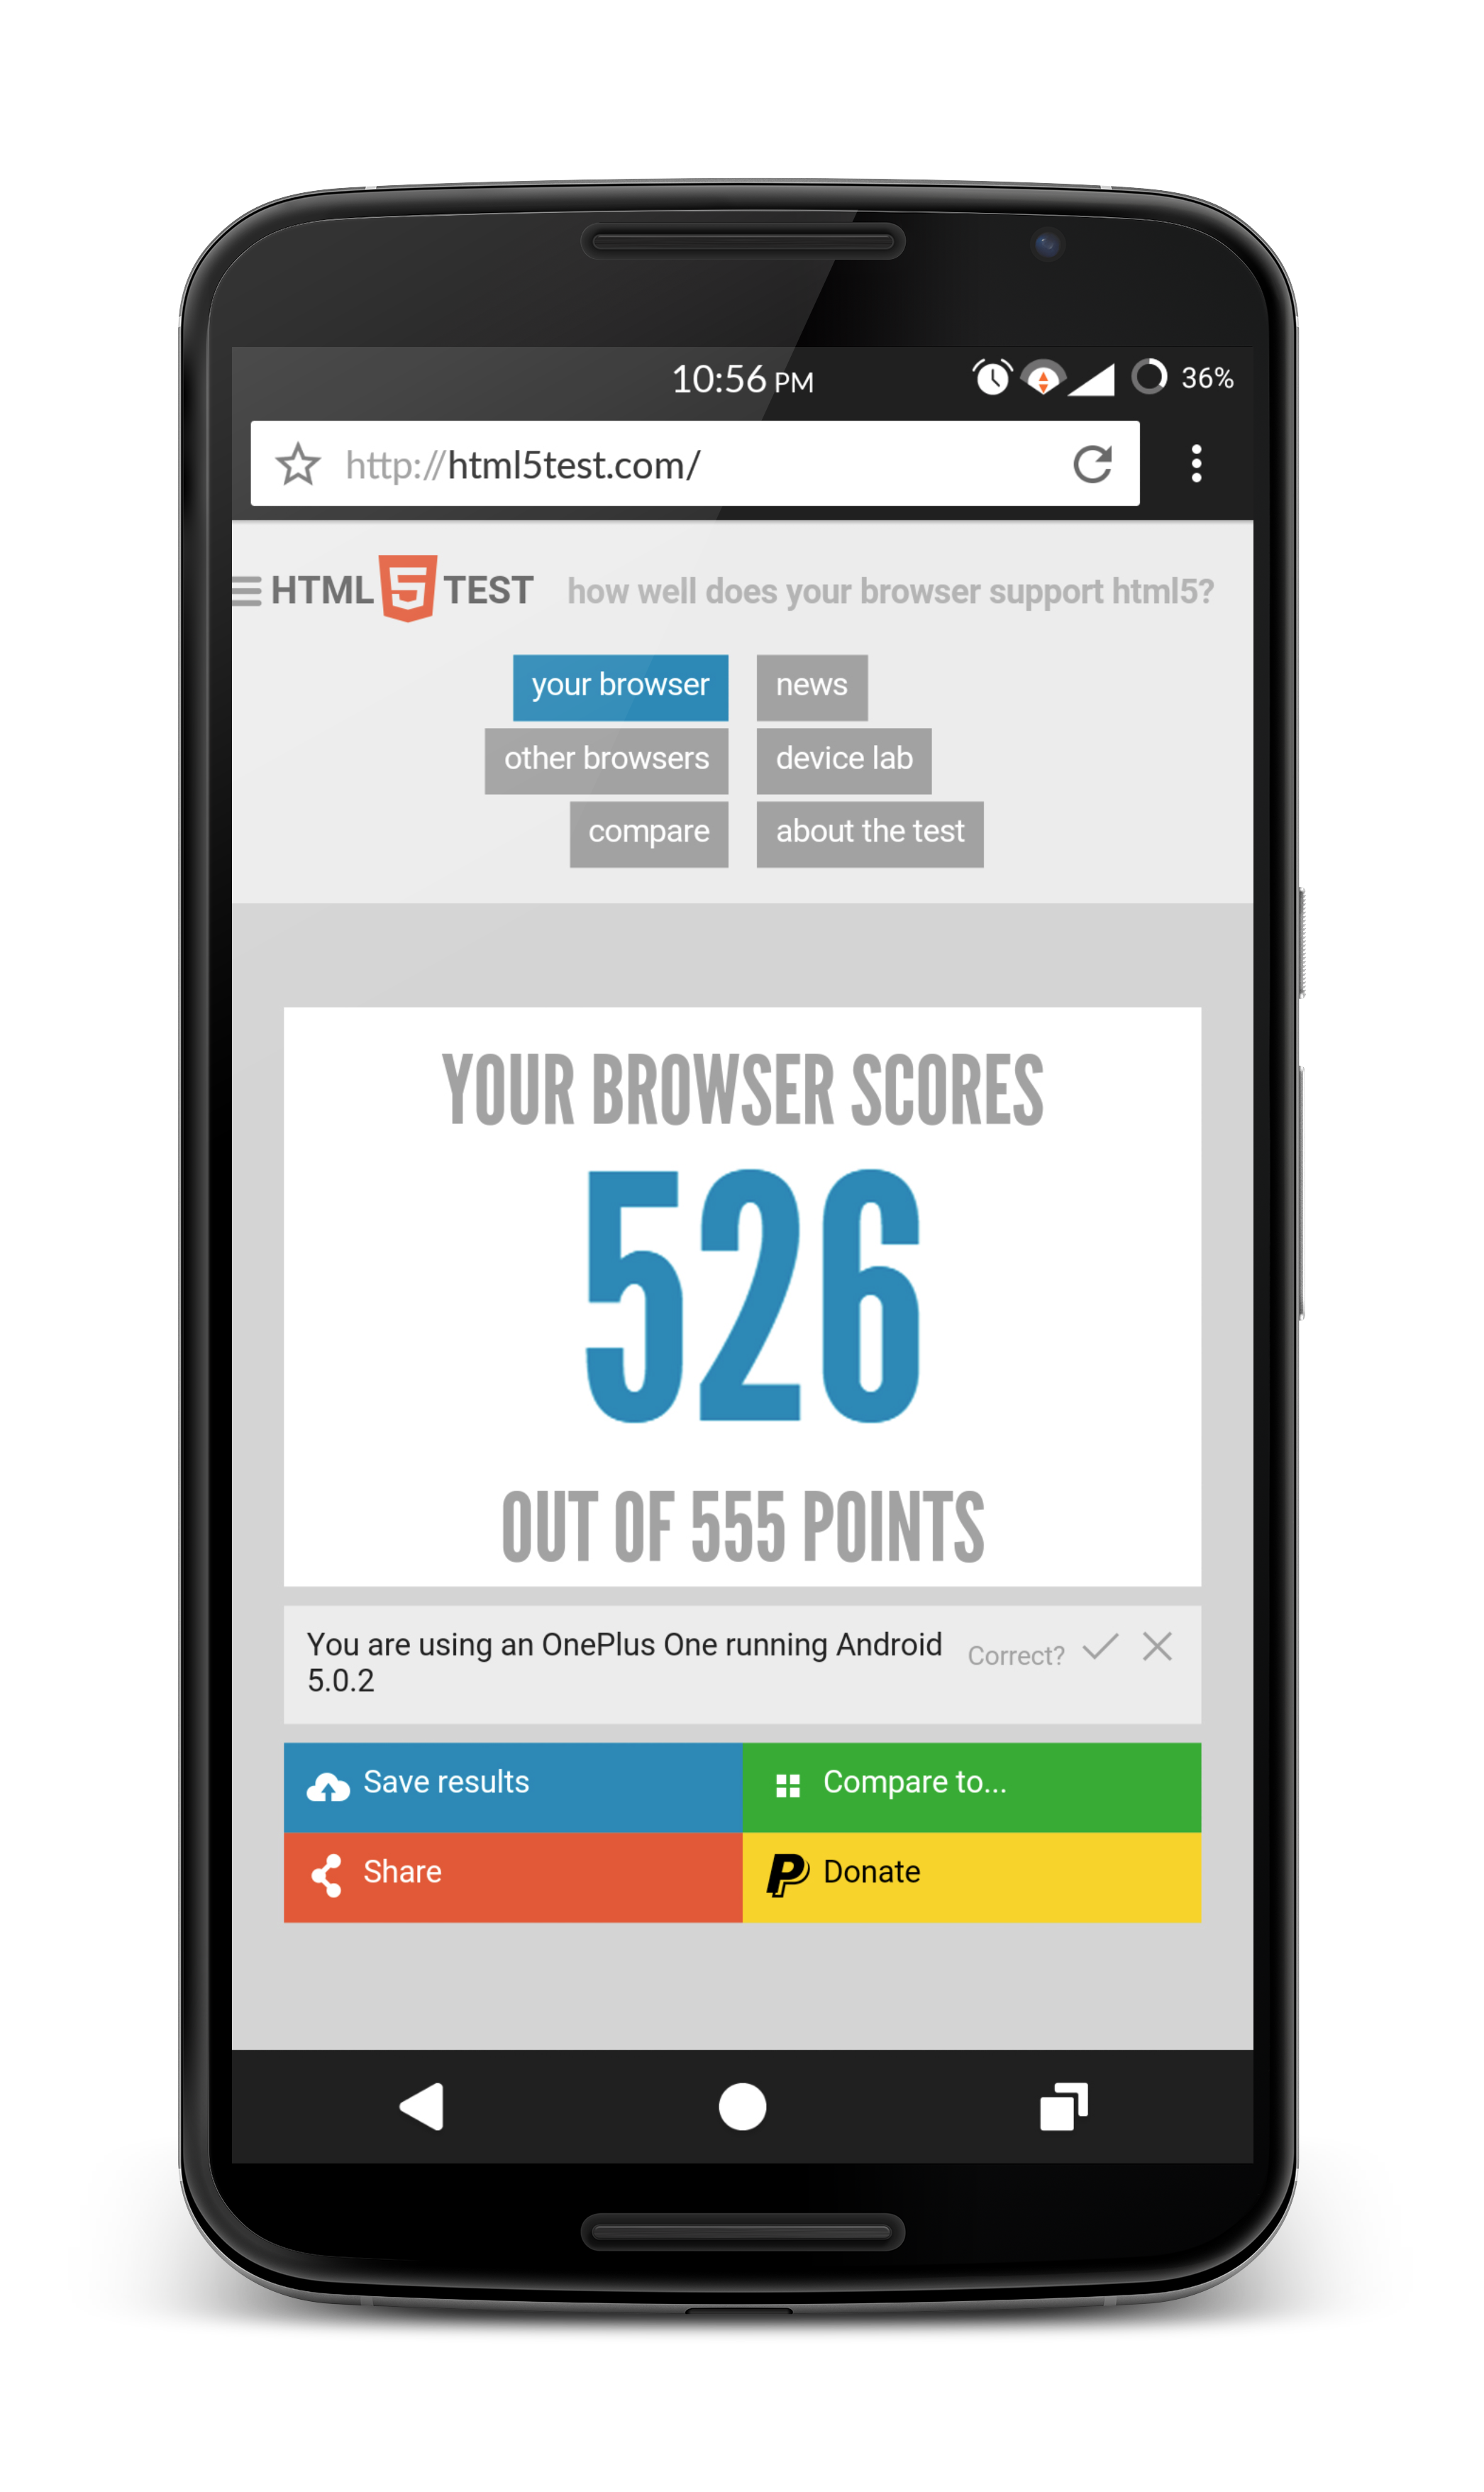 10:56 PM 36%
http://html5test.com/
HTML 5 TEST how well does your browser support html5?
your browser news
other browsers device lab
compare about the test
YOUR BROWSER SCORES
526
OUT OF 555 POINTS
You are using an OnePlus One running Android Correct?
5.0.2
Save results Compare to...
Share Donate